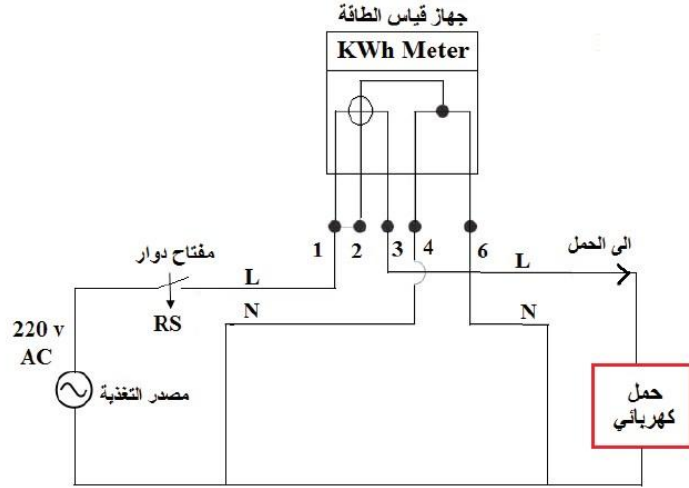 جهاز قياس الطاقة
KWh Meter
1 2 3 4 6
مفتاح دوار
الى الحمل
L
L
RS
N
N
220 v
AC
مصدر التغذية
حمل
كهربائي